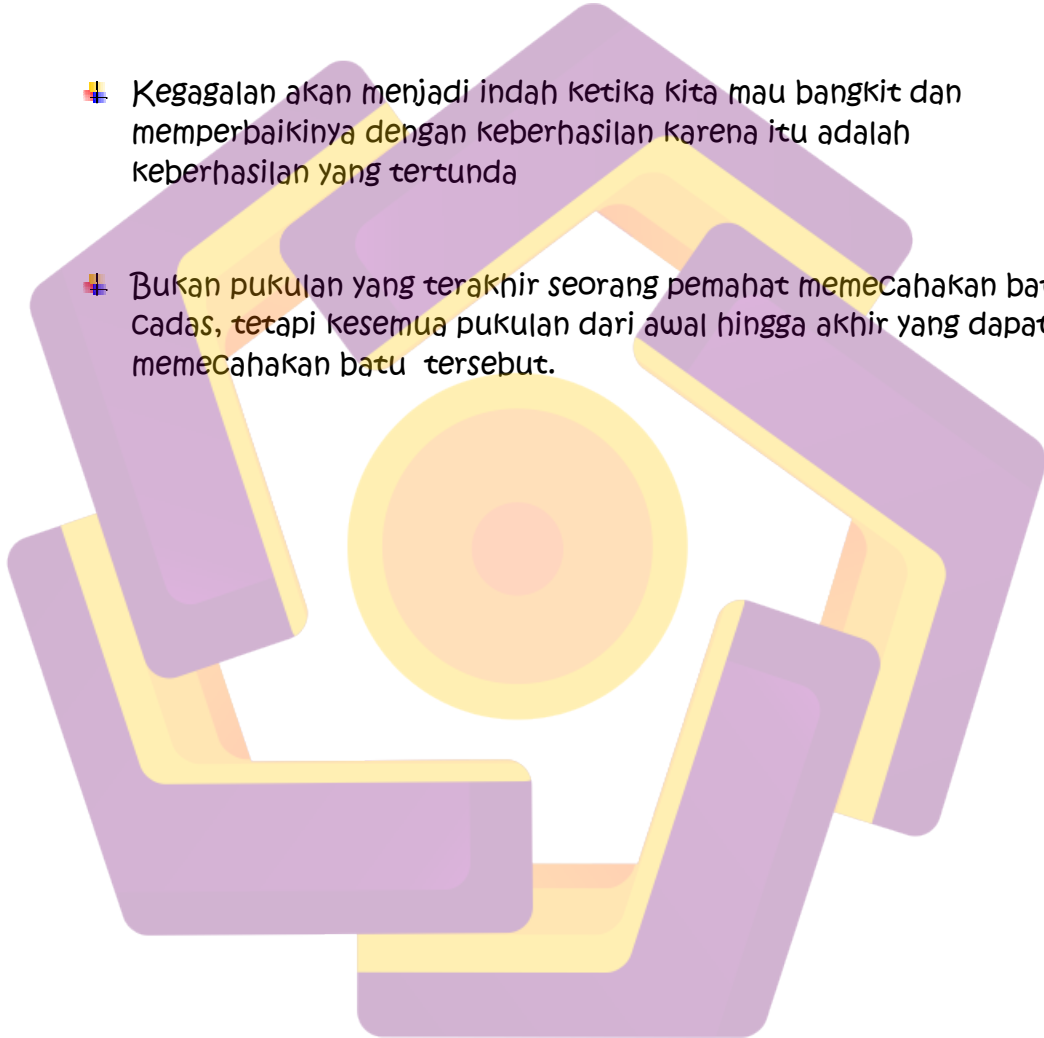 Kegagalan akan menjadi indah ketika kita mau bangkit dan
memperbaikinya dengan keberhasilan karena itu adalah
keberhasilan yang tertunda
Bukan pukulan yang terakhir seorang pemahat memecahakan
cadas, tetapi kesemua pukulan dari awal hingga akhir yang dapat
memecahakan batu tersebut.